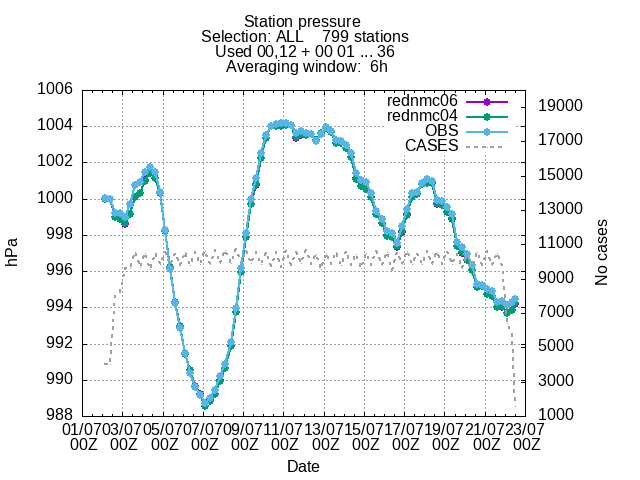 Station pressure
Selection: ALL    799 stations
Used 00,12 + 00 01 ... 36
Averaging window:  6h
1006
1004
1002
1000
998
996
994
992
990
988
hPa
rednmc06
rednmc04
OBS
CASES
19000
17000
15000
13000
11000
9000
7000
5000
3000
1000
No cases
01/07 03/07 05/07 07/07 09/07 11/07 13/07 15/07 17/07 19/07 21/07 23/07
00Z 00Z 00Z 00Z 00Z 00Z 00Z 00Z 00Z 00Z 00Z 00Z
Date